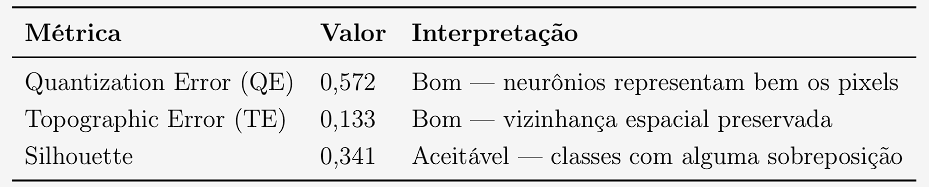 Métrica Valor Interpretação
Quantization Error (QE) 0,572 Bom — neurônios representam bem os pixels
Topographic Error (TE) 0,133 Bom — vizinhança espacial preservada
Silhouette 0,341 Aceitável — classes com alguma sobreposição